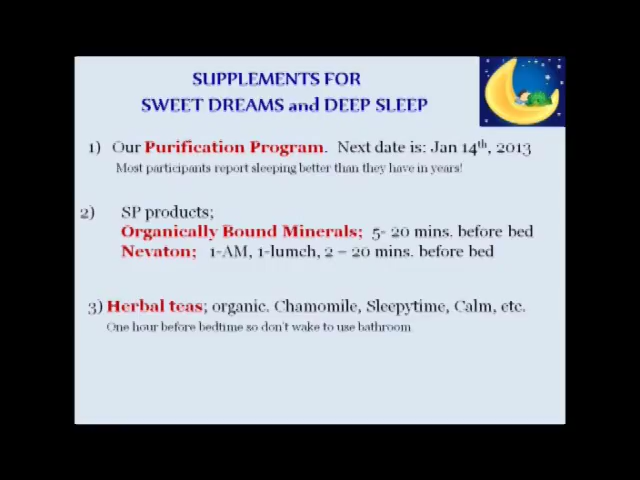 SUPPLEMENTS FOR
SWEET DREAMS and DEEP SLEEP
1) Our Purification Program. Next date is: Jan 14th, 2013
Most participants report sleeping better than they have in years!
2) SP products;
Organically Bound Minerals; 5- 20 mins. before bed
Nevaton; 1-AM, 1-lumch, 2 – 20 mins. before bed
3) Herbal teas; organic. Chamomile, Sleepytime, Calm, etc.
One hour before bedtime so don't wake to use bathroom